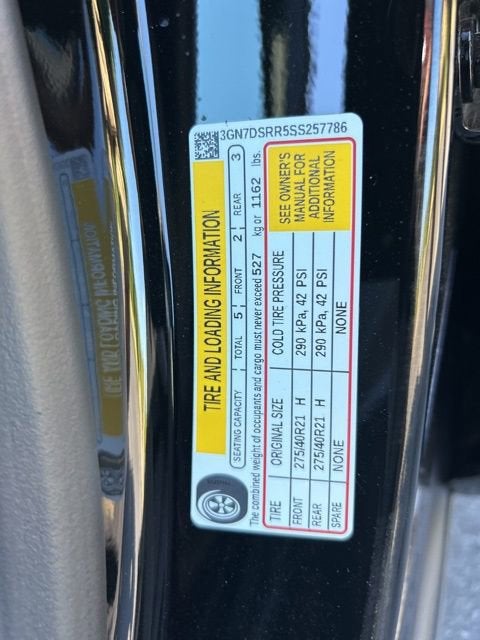 3GN7DSRR5SS257786
TIRE AND LOADING INFORMATION
SEATING CAPACITY TOTAL 5 FRONT 2 REAR 3
The combined weight of occupants and cargo must never exceed 527 kg or 1162 lbs.
TIRE ORIGINAL SIZE COLD TIRE PRESSURE
FRONT 275/40R21 H 290 kPa, 42 PSI
REAR 275/40R21 H 290 kPa, 42 PSI
SPARE NONE NONE
SEE OWNER'S
MANUAL FOR
ADDITIONAL
INFORMATION